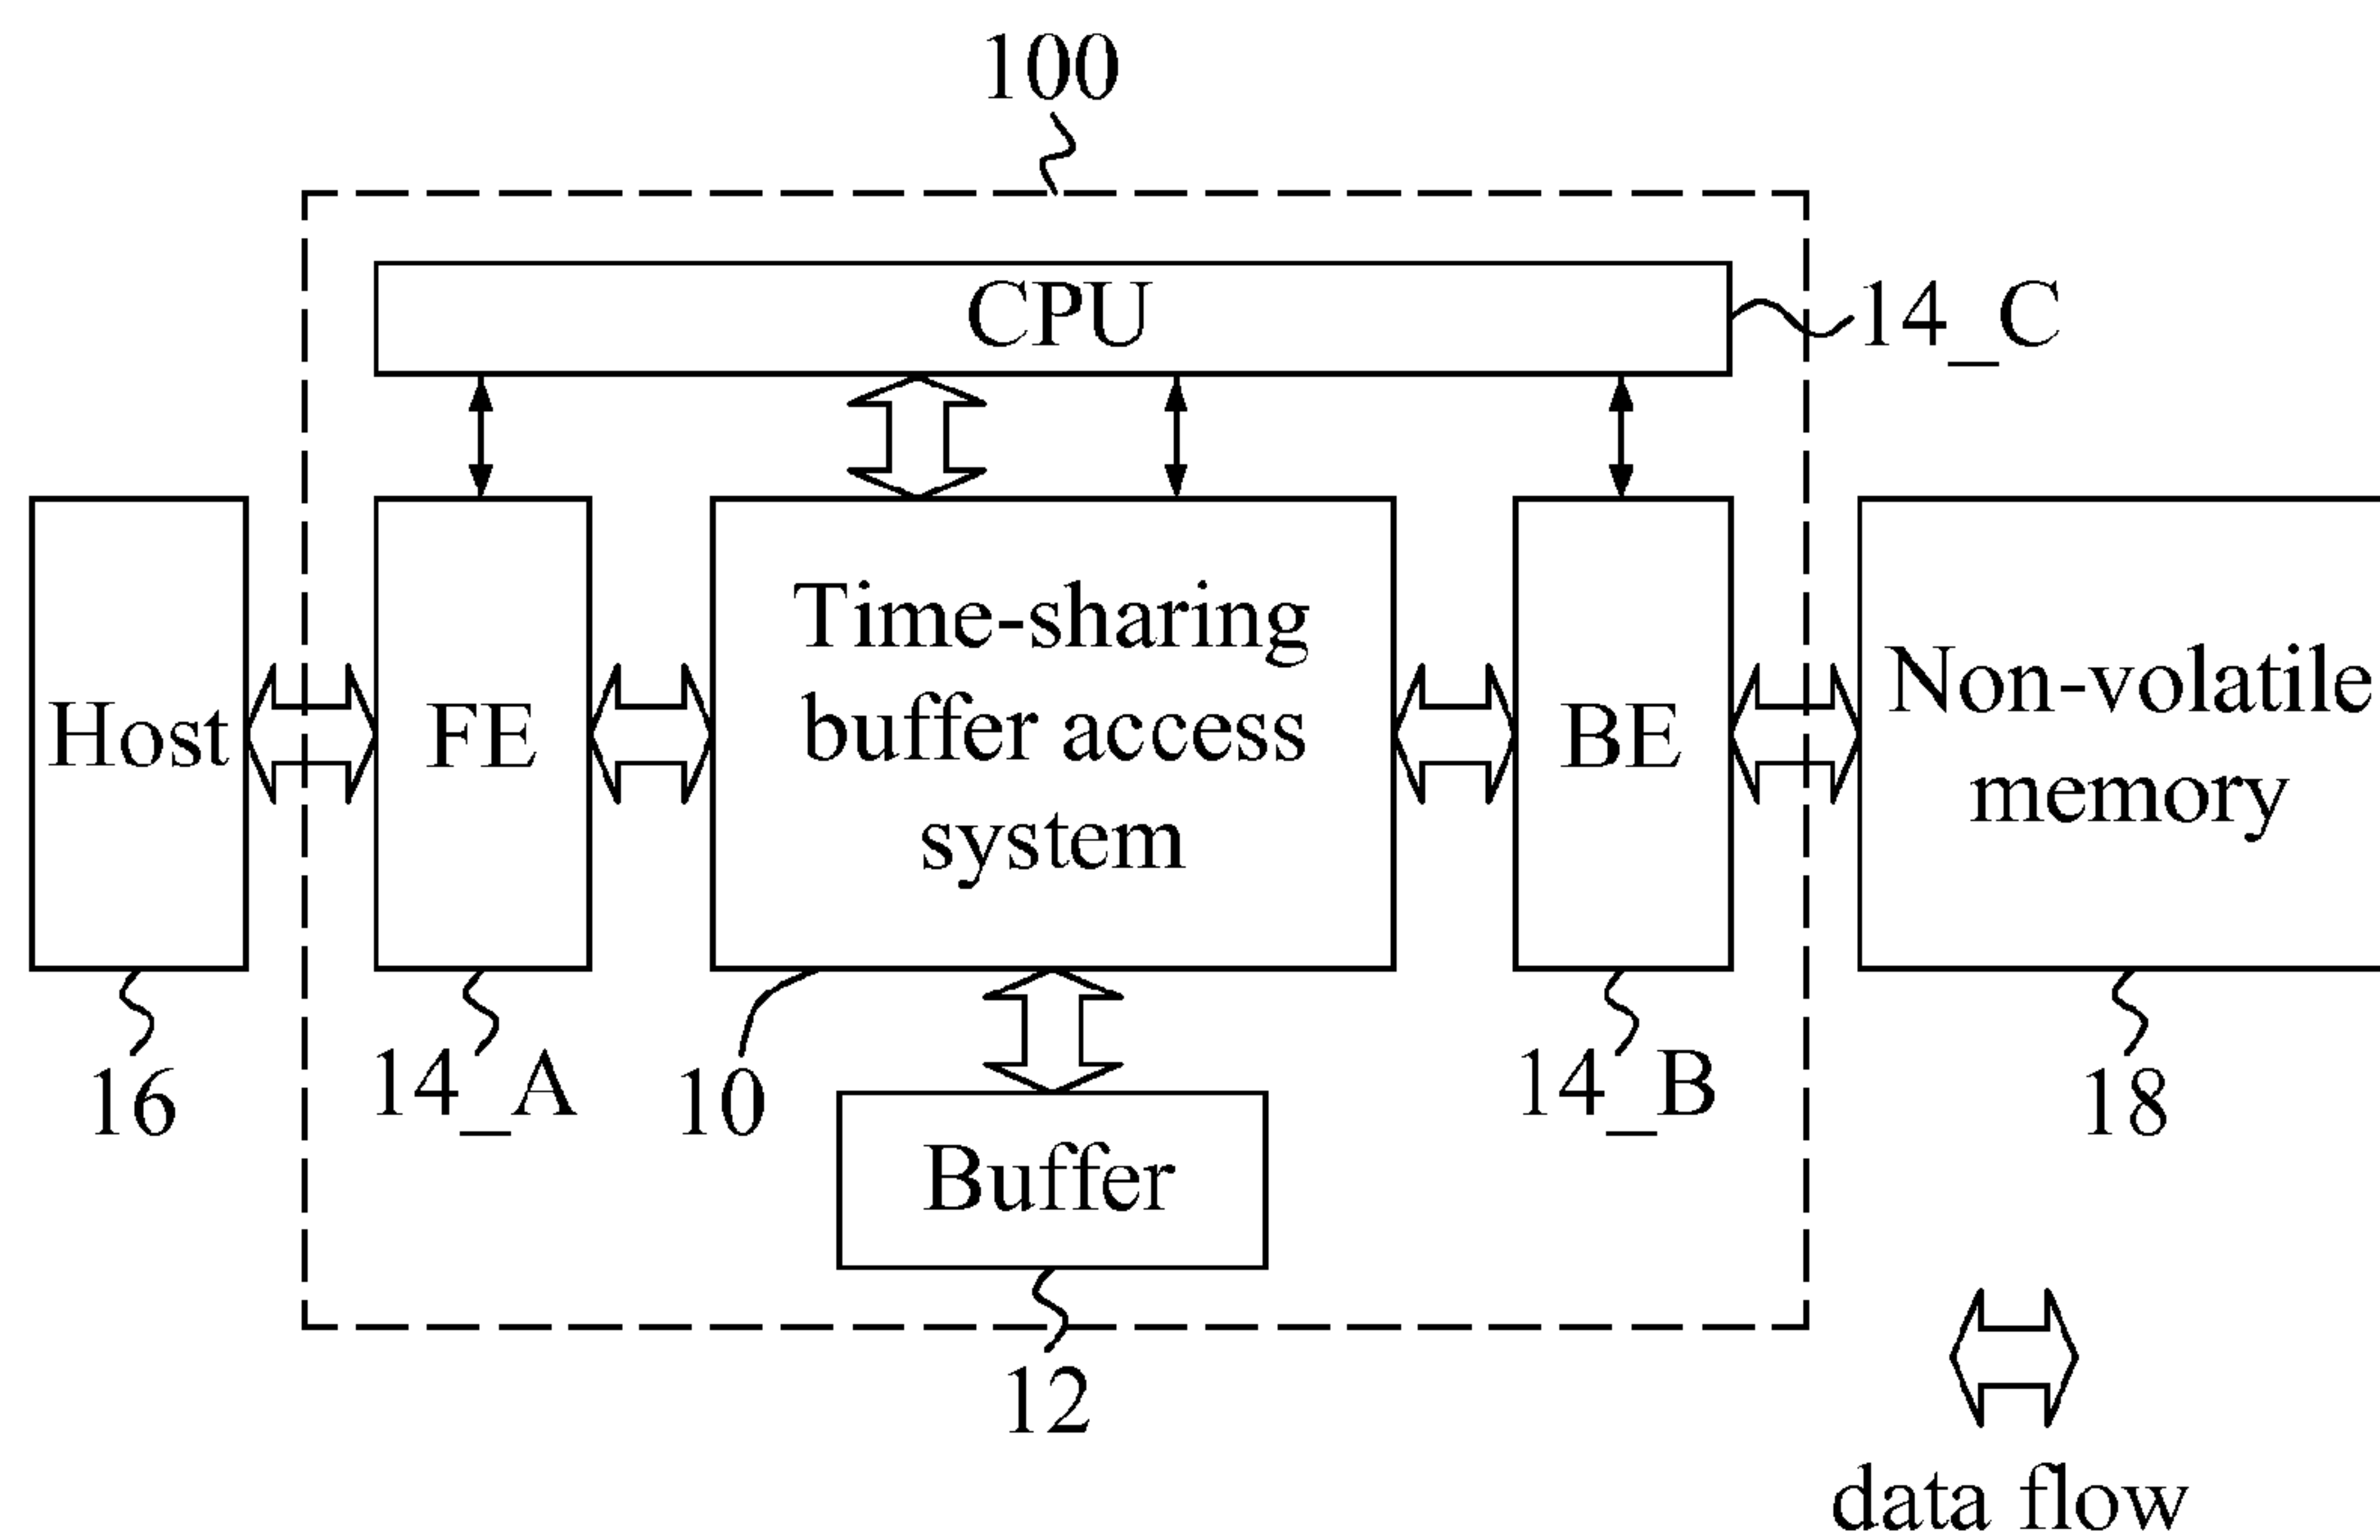 100
CPU
14_C
Host
FE
Time-sharing
buffer access
system
BE
Non-volatile
memory
16
14_A
10
14_B
18
Buffer
12
data flow